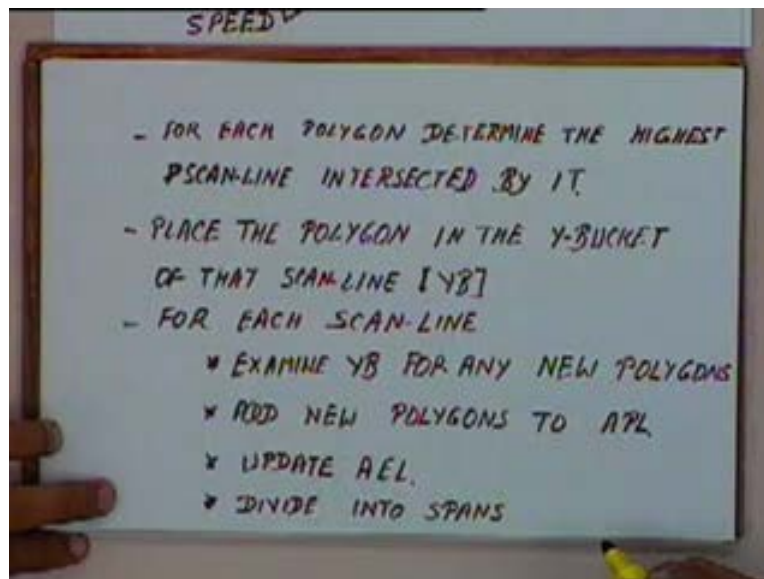 SPEED
- FOR EACH POLYGON DETERMINE THE HIGHEST
SCAN-LINE INTERSECTED BY IT.
- PLACE THE POLYGON IN THE Y-BUCKET
OF THAT SCAN-LINE [YB]
- FOR EACH SCAN-LINE
* EXAMINE YB FOR ANY NEW POLYGONS
* ADD NEW POLYGONS TO APL
* UPDATE AEL.
* DIVIDE INTO SPANS